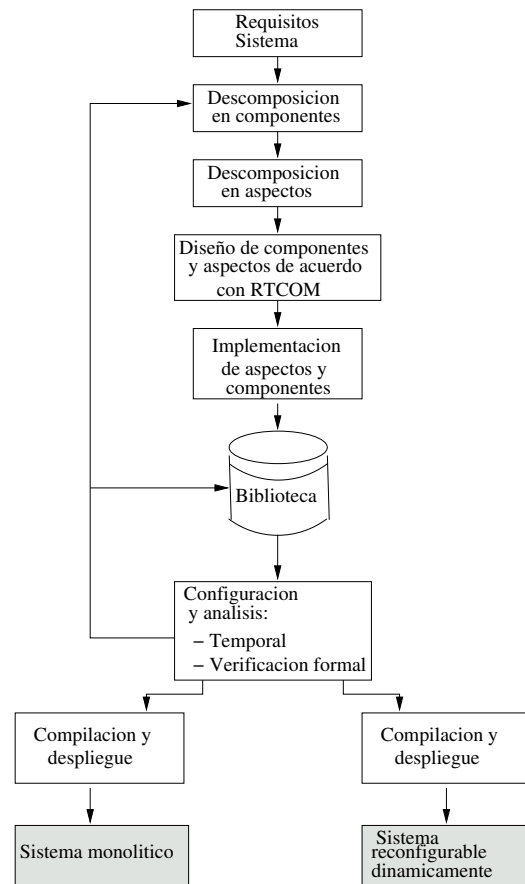 Requisitos
Sistema
Descomposicion
en componentes
Descomposicion
en aspectos
Diseño de componentes
y aspectos de acuerdo
con RTCOM
Implementacion
de aspectos y
componentes
Biblioteca
Configuracion
y analisis:
− Temporal
− Verificacion formal
Compilacion y
despliegue
Compilacion y
despliegue
Sistema monolitico
Sistema
reconfigurable
dinamicamente